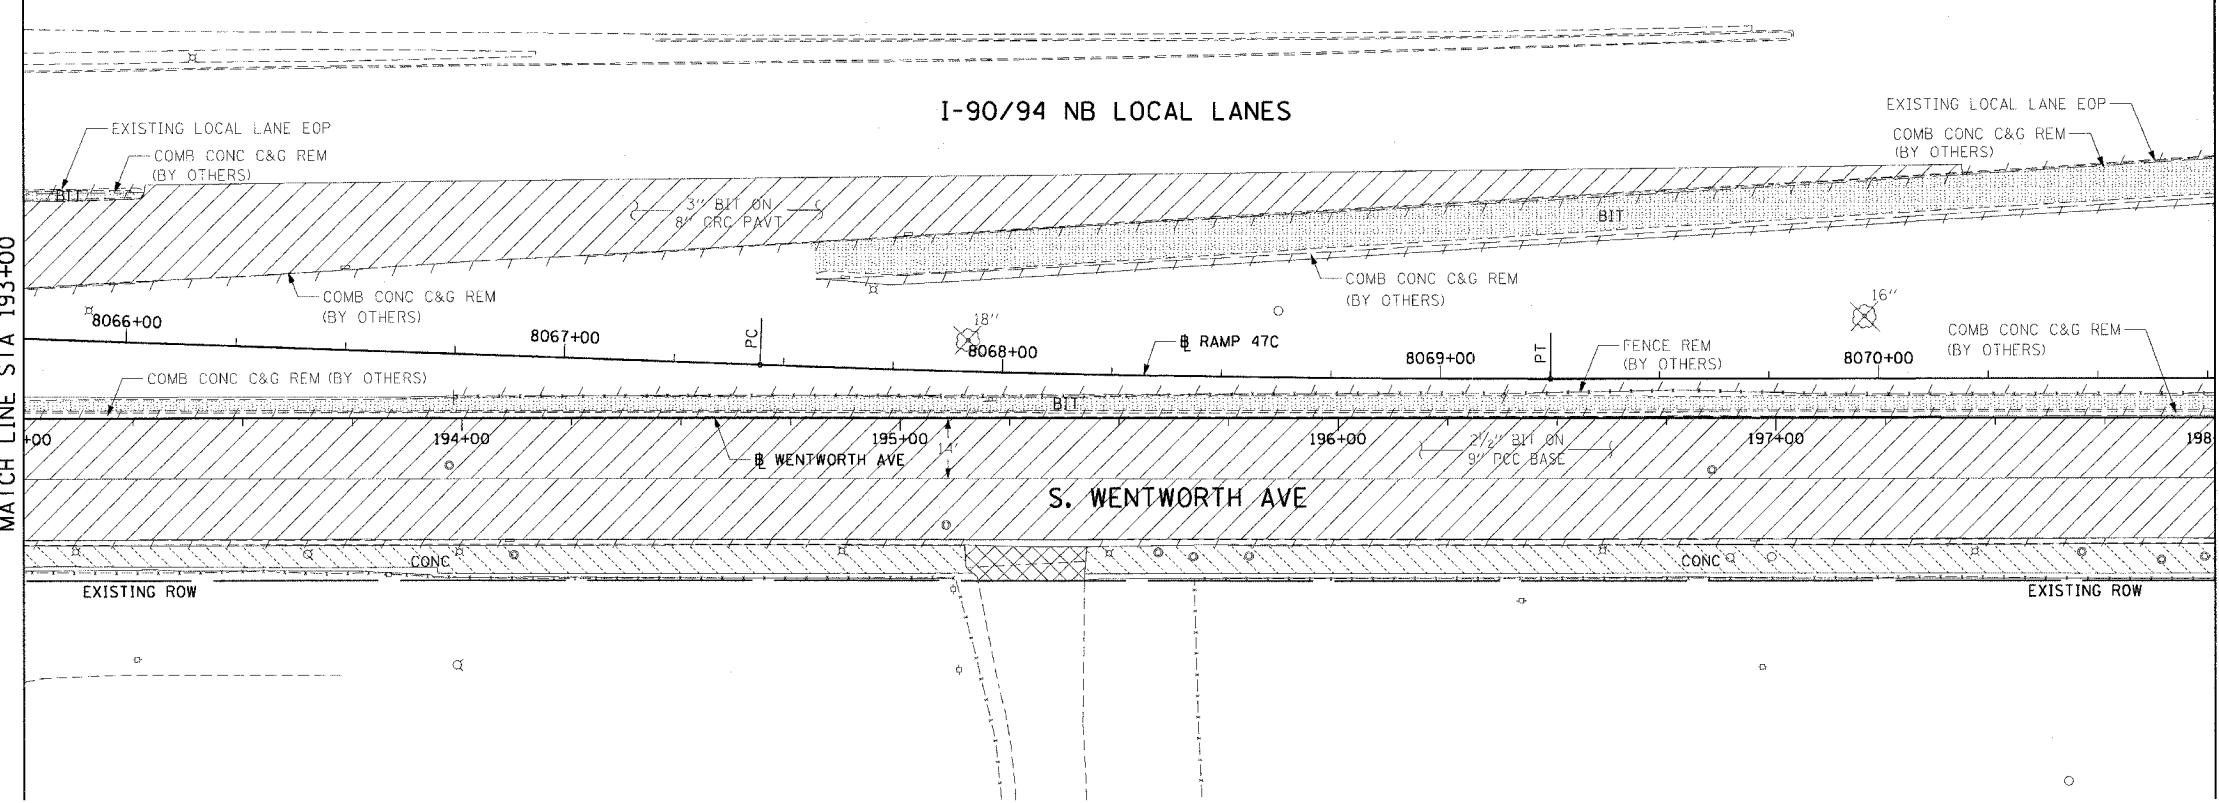 I-90/94 NB LOCAL LANES
EXISTING LOCAL LANE EOP
COMB CONC C&G REM
(BY OTHERS)
BIT
EXISTING LOCAL LANE EOP
COMB CONC C&G REM
(BY OTHERS)
3" BIT ON
8" CRC PAVT
BIT
COMB CONC C&G REM
(BY OTHERS)
COMB CONC C&G REM
(BY OTHERS)
MATCH LINE STA 193+00
8066+00
8067+00
PC
18"
8068+00
℄ RAMP 47C
8069+00
PT
FENCE REM
(BY OTHERS)
16"
8070+00
COMB CONC C&G REM
(BY OTHERS)
COMB CONC C&G REM (BY OTHERS)
BIT
+00
194+00
195+00
196+00
197+00
198
℄ WENTWORTH AVE
14'
2½" BIT ON
9" PCC BASE
S. WENTWORTH AVE
CONC
CONC
EXISTING ROW
EXISTING ROW